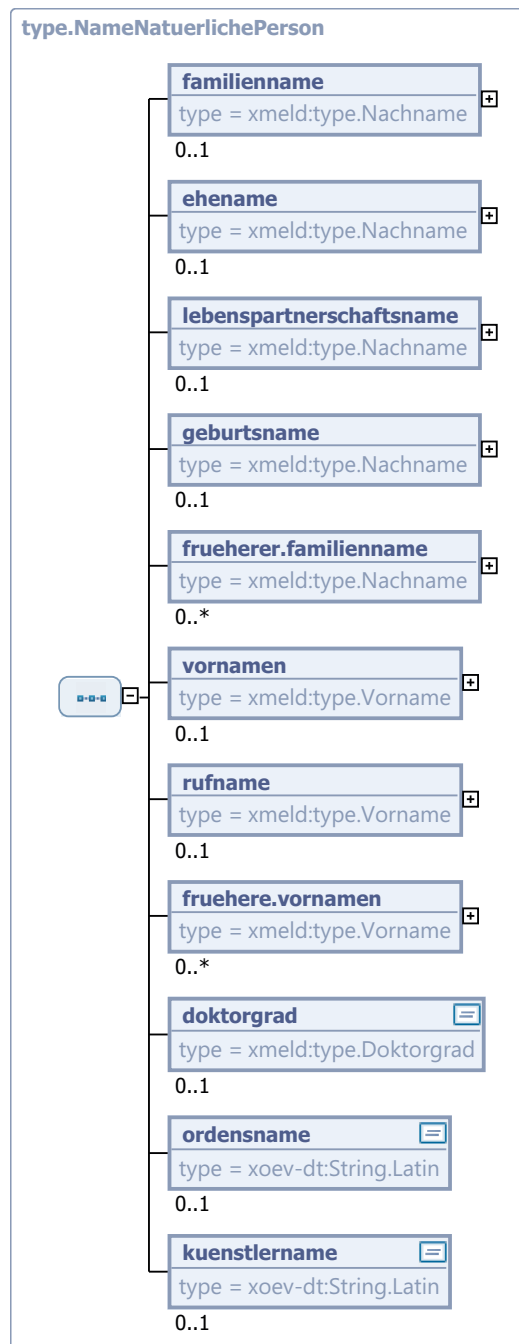 type.NameNatuerlichePerson
familienname
type = xmeld:type.Nachname
0..1
ehename
type = xmeld:type.Nachname
0..1
lebenspartnerschaftsname
type = xmeld:type.Nachname
0..1
geburtsname
type = xmeld:type.Nachname
0..1
frueherer.familienname
type = xmeld:type.Nachname
0..*
vornamen
type = xmeld:type.Vorname
0..1
rufname
type = xmeld:type.Vorname
0..1
fruehere.vornamen
type = xmeld:type.Vorname
0..*
doktorgrad
type = xmeld:type.Doktorgrad
0..1
ordensname
type = xoev-dt:String.Latin
0..1
kuenstlername
type = xoev-dt:String.Latin
0..1